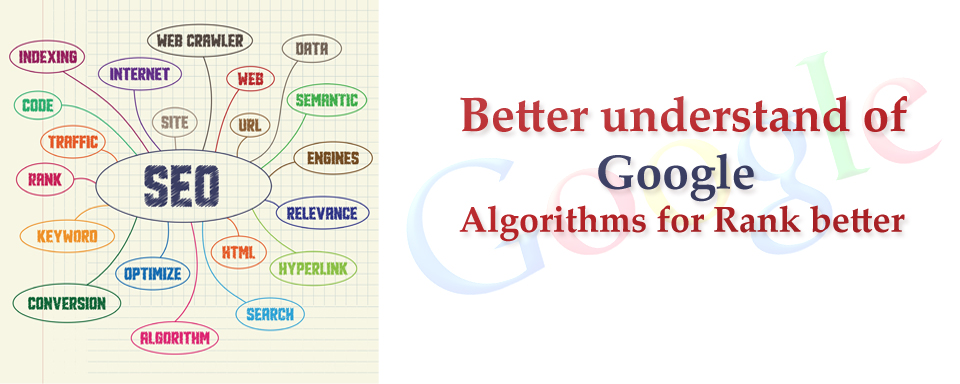 WEB CRAWLER
DATA
INDEXING
INTERNET
WEB
CODE
SEMANTIC
SITE
URL
TRAFFIC
ENGINES
RANK
SEO
RELEVANCE
KEYWORD
HTML
OPTIMIZE
HYPERLINK
CONVERSION
SEARCH
ALGORITHM
Google
Better understand of
Google
Algorithms for Rank better